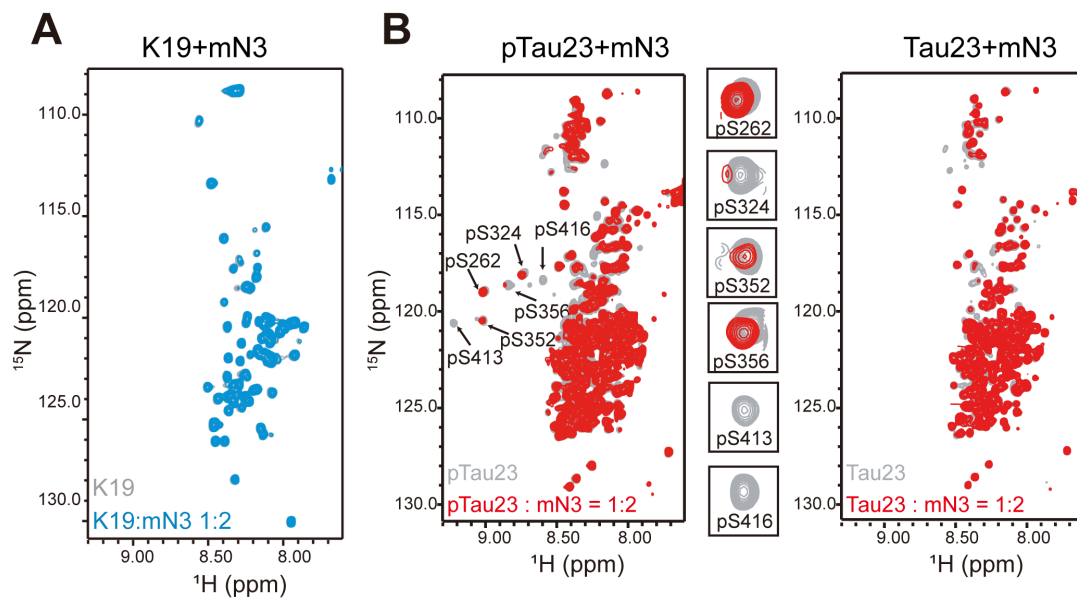 A
K19+mN3
110.0
115.0
120.0
125.0
130.0
¹⁵N (ppm)
K19
K19:mN3 1:2
9.00 8.50 8.00
¹H (ppm)
B
pTau23+mN3
110.0
115.0
120.0
125.0
130.0
¹⁵N (ppm)
pS416
pS324
pS262
pS356
pS352
pS413
pTau23
pTau23 : mN3 = 1:2
9.00 8.50 8.00
¹H (ppm)
pS262
pS324
pS352
pS356
pS413
pS416
Tau23+mN3
110.0
115.0
120.0
125.0
130.0
¹⁵N (ppm)
Tau23
Tau23 : mN3 = 1:2
9.00 8.50 8.00
¹H (ppm)